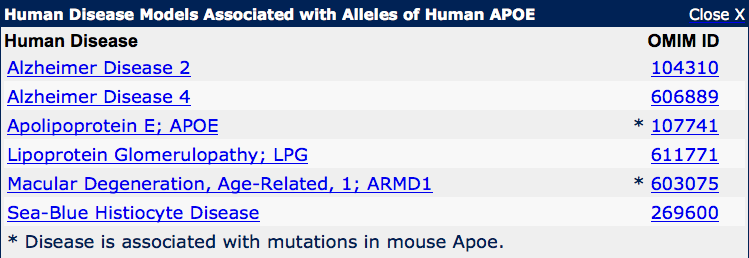 Human Disease Models Associated with Alleles of Human APOE Close X
Human Disease OMIM ID
Alzheimer Disease 2 104310
Alzheimer Disease 4 606889
Apolipoprotein E; APOE * 107741
Lipoprotein Glomerulopathy; LPG 611771
Macular Degeneration, Age-Related, 1; ARMD1 * 603075
Sea-Blue Histiocyte Disease 269600
* Disease is associated with mutations in mouse Apoe.